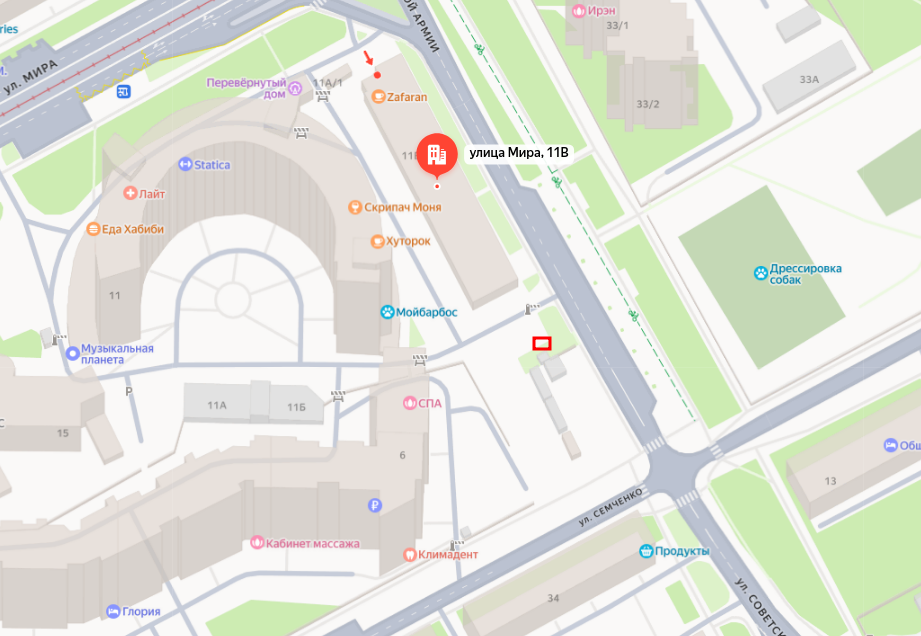 ries
ОЙ АРМИИ
Ирэн
33/1
м.
ул. МИРА
Перевёрнутый
дом
11А/1
Zafaran
33А
33/2
11В
улица Мира, 11В
Statica
Лайт
Скрипач Моня
Еда Хабиби
Хуторок
Дрессировка
собак
11
Мойбарбос
Музыкальная
планета
Р
11А
11Б
СПА
15
6
13
Общ
ул. СЕМЧЕНКО
Кабинет массажа
Климадент
Продукты
34
Глория
ул. СОВЕТСК